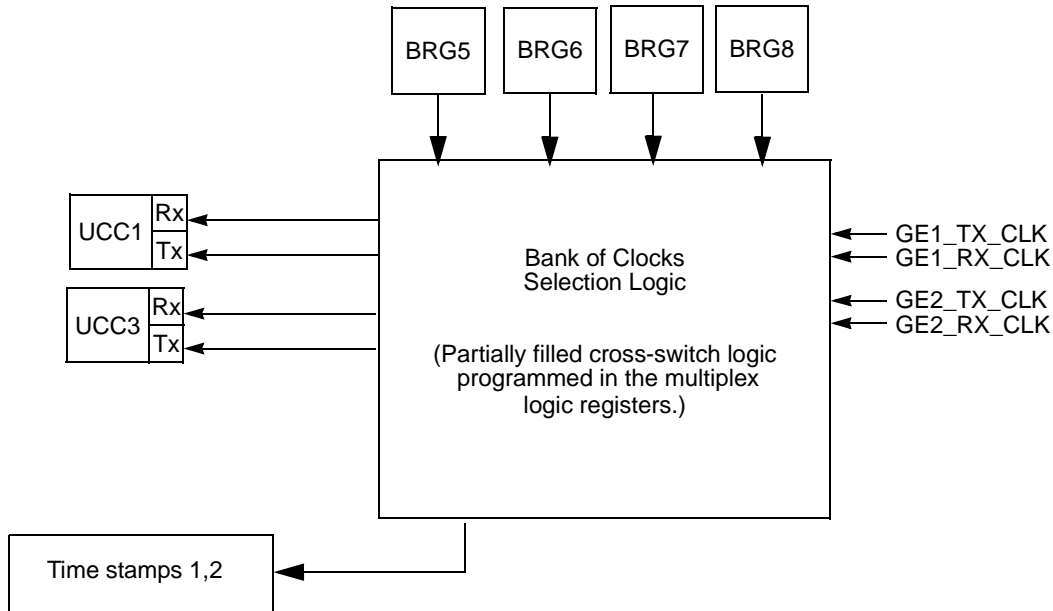 BRG5
BRG6
BRG7
BRG8
UCC1
Rx
Tx
UCC3
Rx
Tx
Bank of Clocks
Selection Logic
(Partially filled cross-switch logic
programmed in the multiplex
logic registers.)
GE1_TX_CLK
GE1_RX_CLK
GE2_TX_CLK
GE2_RX_CLK
Time stamps 1,2